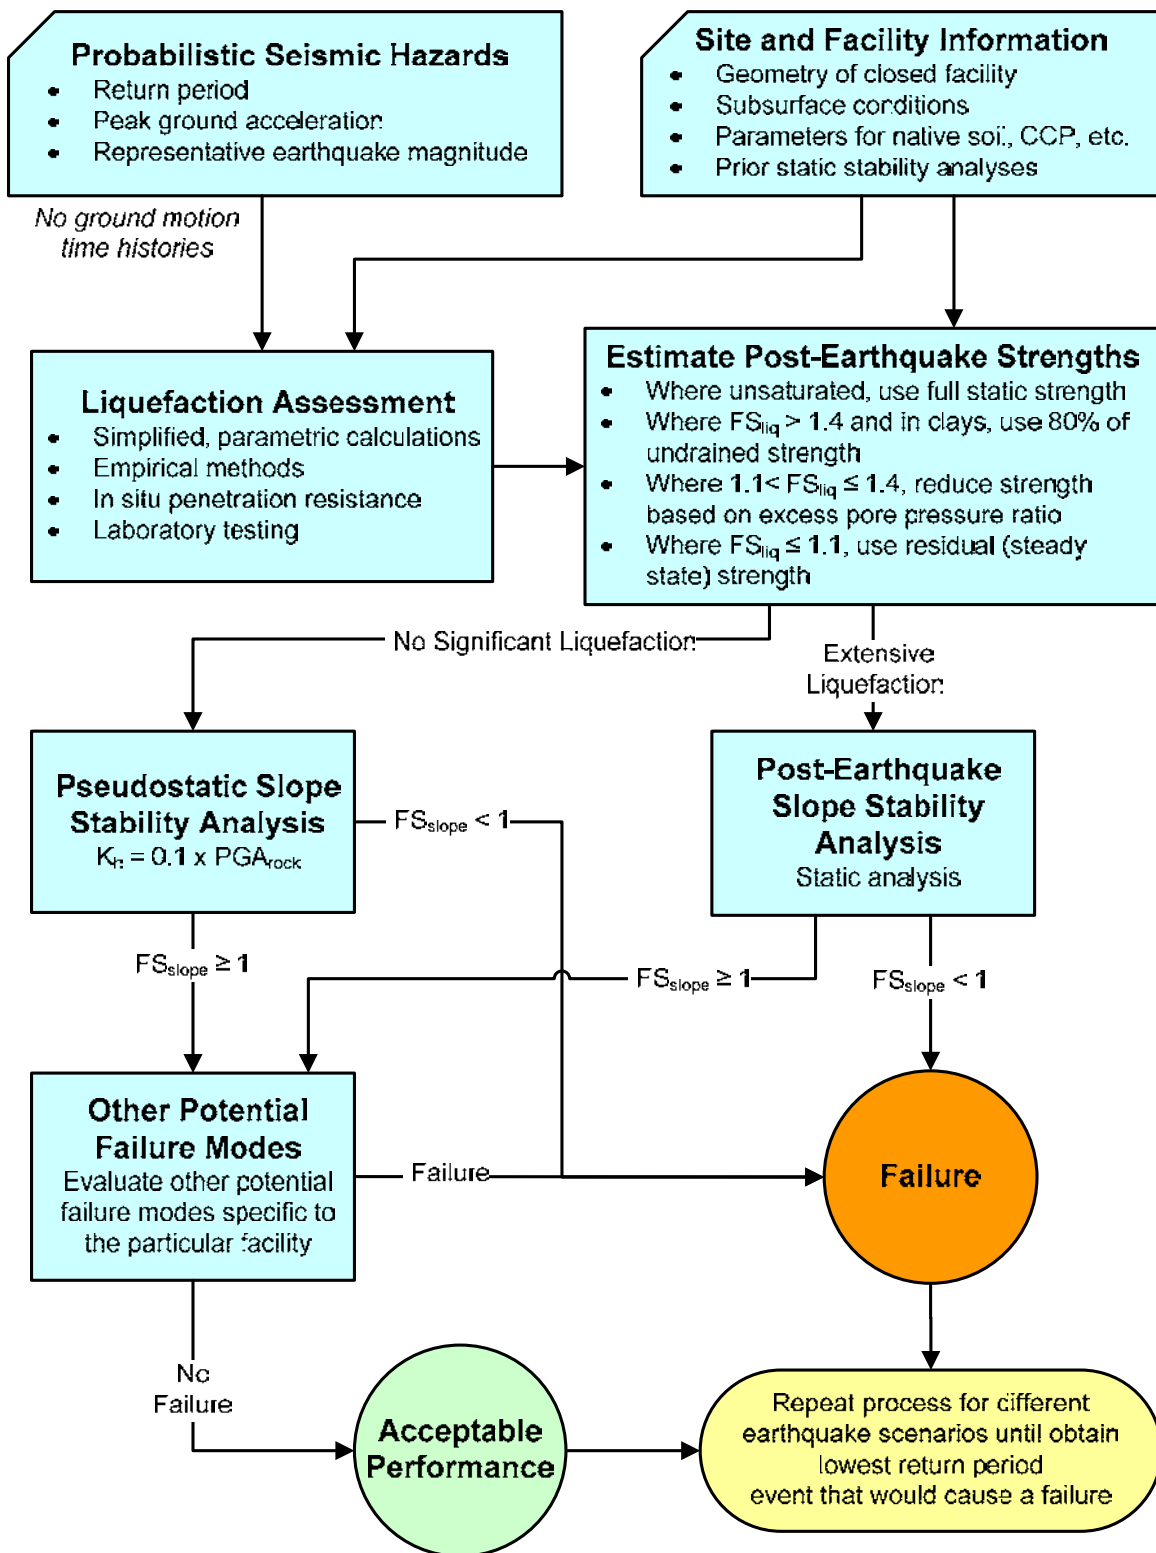 Probabilistic Seismic Hazards
• Return period
• Peak ground acceleration
• Representative earthquake magnitude
Site and Facility Information
• Geometry of closed facility
• Subsurface conditions
• Parameters for native soil, CCP, etc.
• Prior static stability analyses
No ground motion
time histories
Liquefaction Assessment
• Simplified, parametric calculations
• Empirical methods
• In situ penetration resistance
• Laboratory testing
Estimate Post-Earthquake Strengths
• Where unsaturated, use full static strength
• Where FSliq > 1.4 and in clays, use 80% of
undrained strength
• Where 1.1< FSliq ≤ 1.4, reduce strength
based on excess pore pressure ratio
• Where FSliq ≤ 1.1, use residual (steady
state) strength
No Significant Liquefaction
Extensive
Liquefaction
Pseudostatic Slope
Stability Analysis
Kh = 0.1 x PGArock
FSslope < 1
Post-Earthquake
Slope Stability
Analysis
Static analysis
FSslope ≥ 1
FSslope ≥ 1
FSslope < 1
Other Potential
Failure Modes
Evaluate other potential
failure modes specific to
the particular facility
Failure
Failure
No
Failure
Acceptable
Performance
Repeat process for different
earthquake scenarios until obtain
lowest return period
event that would cause a failure